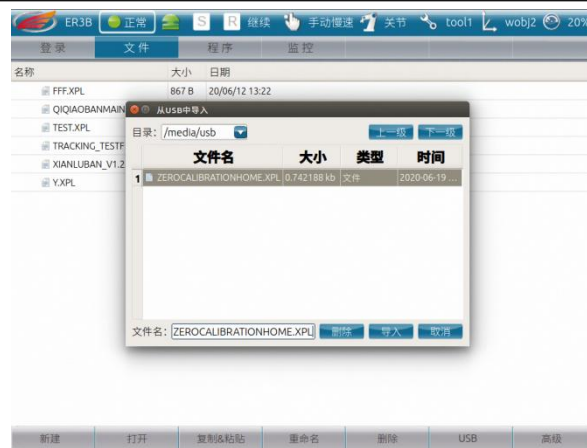 ER3B 正常 S R 继续 手动慢速 关节 tool1 wobj2 20%
登录 文件 程序 监控
名称 大小 日期
FFF.XPL 867 B 20/06/12 13:22
QIQIAOBANMAIN
TEST.XPL
TRACKING_TESTF
XIANLUBAN_V1.2
Y.XPL
从USB中导入
目录: /media/usb 上一级 下一级
文件名 大小 类型 时间
1 ZEROCALIBRATIONHOME.XPL 0.742188 kb 文件 2020-06-19 ...
文件名: ZEROCALIBRATIONHOME.XPL 删除 导入 取消
新建 打开 复制&粘贴 重命名 删除 USB 高级